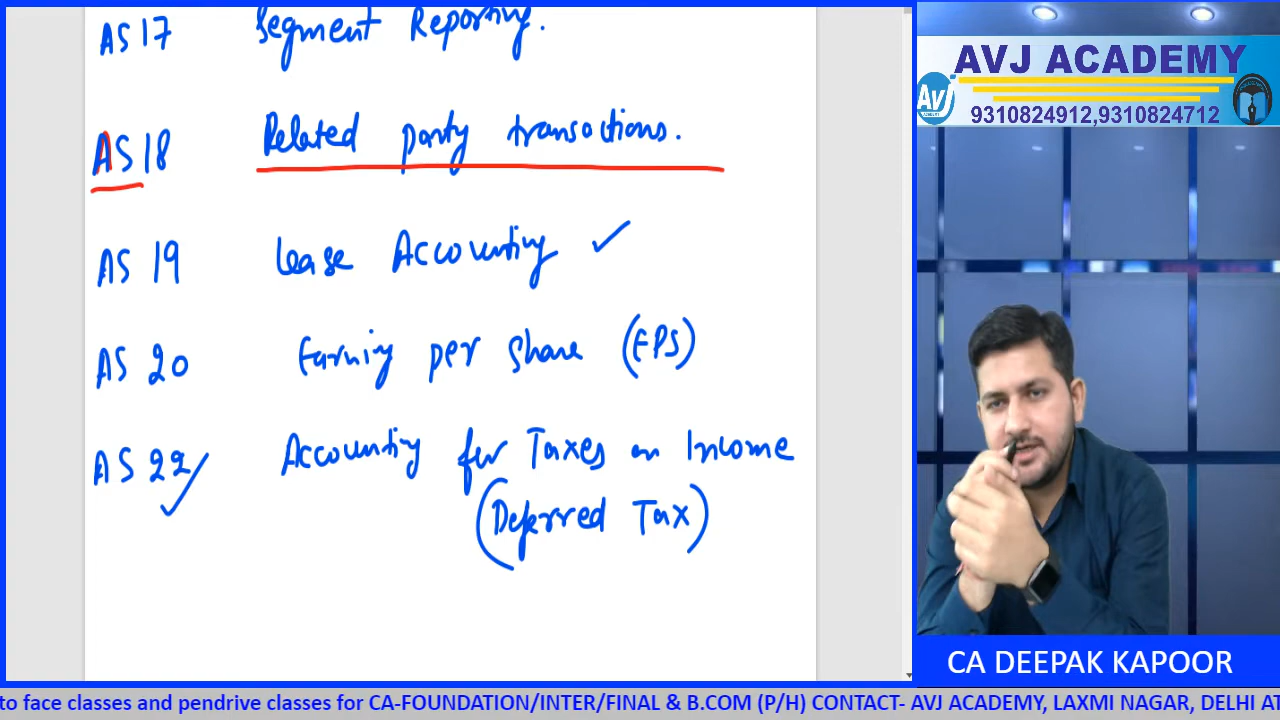 AS 17 Segment Reporting.
AS 18 Related party transactions.
AS 19 Lease Accounting ✓
AS 20 Earning per Share (EPS)
AS 22 Accounting for Taxes on Income
(Deferred Tax)
AVJ ACADEMY
AVJ
9310824912,9310824712
CA DEEPAK KAPOOR
to face classes and pendrive classes for CA-FOUNDATION/INTER/FINAL & B.COM (P/H) CONTACT- AVJ ACADEMY, LAXMI NAGAR, DELHI AT